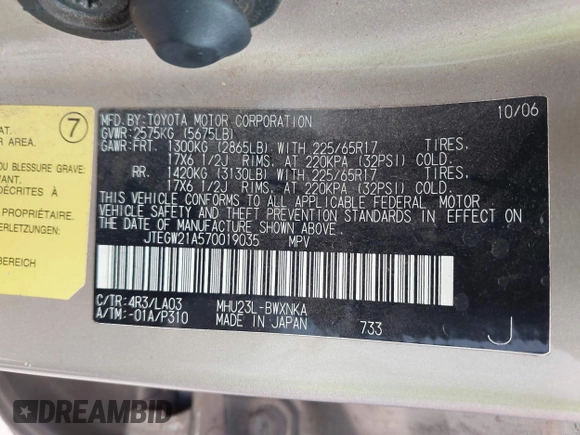 7
AT.
R AREA.
OU BLESSURE GRAVE.
VANT.
DÉCRITES À
PROPRIÉTAIRE.
ERLETZUNGEN:
BEREICH
MFD.BY:TOYOTA MOTOR CORPORATION 10/06
GVWR:2575KG (5675LB)
GAWR:FRT. 1300KG (2865LB) WITH 225/65R17 TIRES,
17X6 1/2J RIMS, AT 220KPA (32PSI) COLD.
RR. 1420KG (3130LB) WITH 225/65R17 TIRES,
17X6 1/2J RIMS, AT 220KPA (32PSI) COLD.
THIS VEHICLE CONFORMS TO ALL APPLICABLE FEDERAL MOTOR
VEHICLE SAFETY AND THEFT PREVENTION STANDARDS IN EFFECT ON
THE DATE OF MANUFACTURE SHOWN ABOVE.
JTEGW21A570019035 MPV
C/TR:4R3/LA03 MHU23L-BWXNKA
A/TM:-01A/P310 MADE IN JAPAN 733 J
DREAMBID